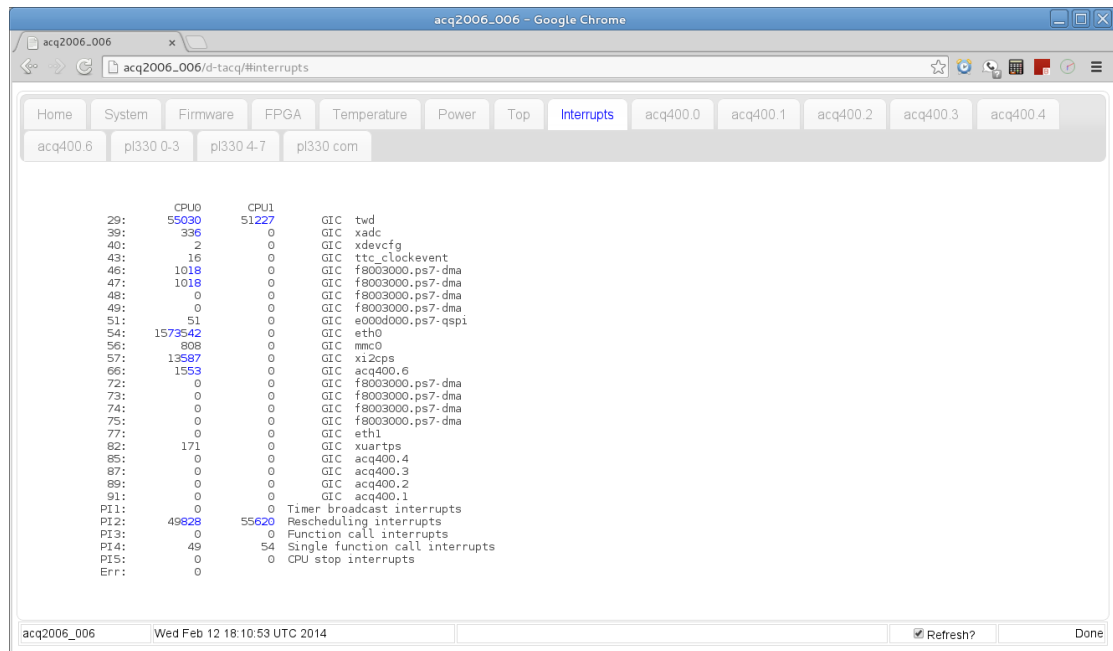 acq2006_006 - Google Chrome
acq2006_006
acq2006_006/d-tacq/#interrupts
Home System Firmware FPGA Temperature Power Top Interrupts acq400.0 acq400.1 acq400.2 acq400.3 acq400.4
acq400.6 pl330 0-3 pl330 4-7 pl330 com
CPU0 CPU1
29: 55030 51227 GIC twd
39: 336 0 GIC xadc
40: 2 0 GIC xdevcfg
43: 16 0 GIC ttc_clockevent
46: 1018 0 GIC f8003000.ps7-dma
47: 1018 0 GIC f8003000.ps7-dma
48: 0 0 GIC f8003000.ps7-dma
49: 0 0 GIC f8003000.ps7-dma
51: 51 0 GIC e000d000.ps7-qspi
54: 1573542 0 GIC eth0
56: 808 0 GIC mmc0
57: 13587 0 GIC xi2cps
66: 1553 0 GIC acq400.6
72: 0 0 GIC f8003000.ps7-dma
73: 0 0 GIC f8003000.ps7-dma
74: 0 0 GIC f8003000.ps7-dma
75: 0 0 GIC f8003000.ps7-dma
77: 0 0 GIC eth1
82: 171 0 GIC xuartps
85: 0 0 GIC acq400.4
87: 0 0 GIC acq400.3
89: 0 0 GIC acq400.2
91: 0 0 GIC acq400.1
PI1: 0 0 Timer broadcast interrupts
PI2: 49828 55620 Rescheduling interrupts
PI3: 0 0 Function call interrupts
PI4: 49 54 Single function call interrupts
PI5: 0 0 CPU stop interrupts
Err: 0
acq2006_006 Wed Feb 12 18:10:53 UTC 2014 Refresh? Done